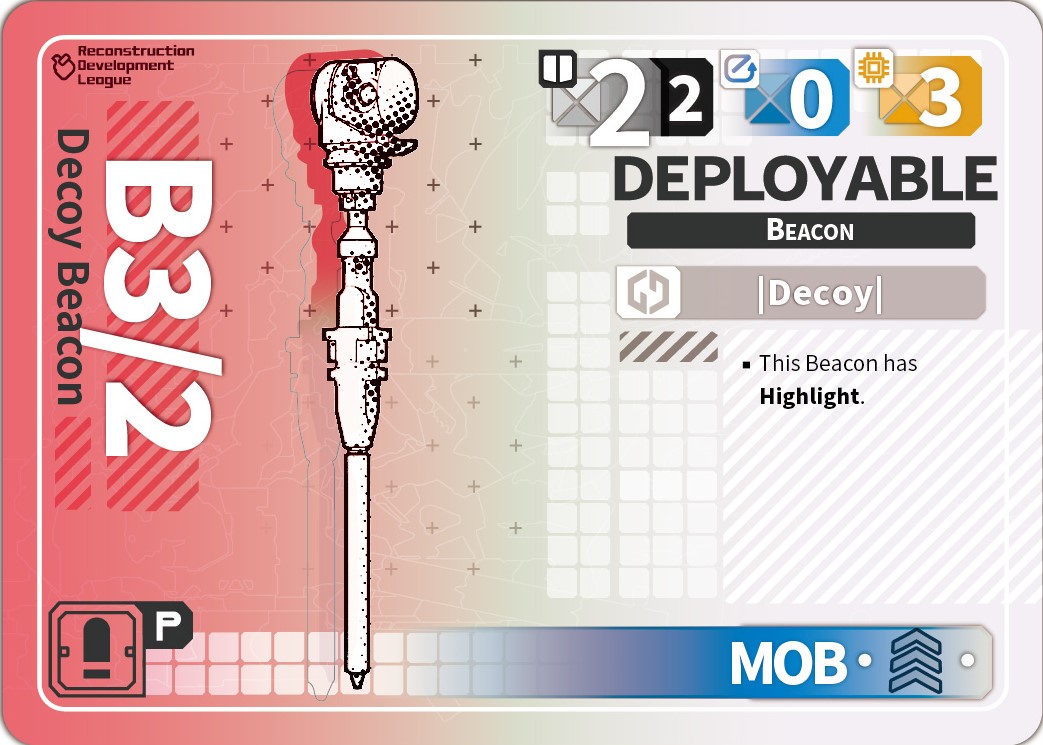 Reconstruction
Development
League
Decoy Beacon
B3/2
2 2 0 3
DEPLOYABLE
BEACON
|Decoy|
▪ This Beacon has
Highlight.
P
MOB